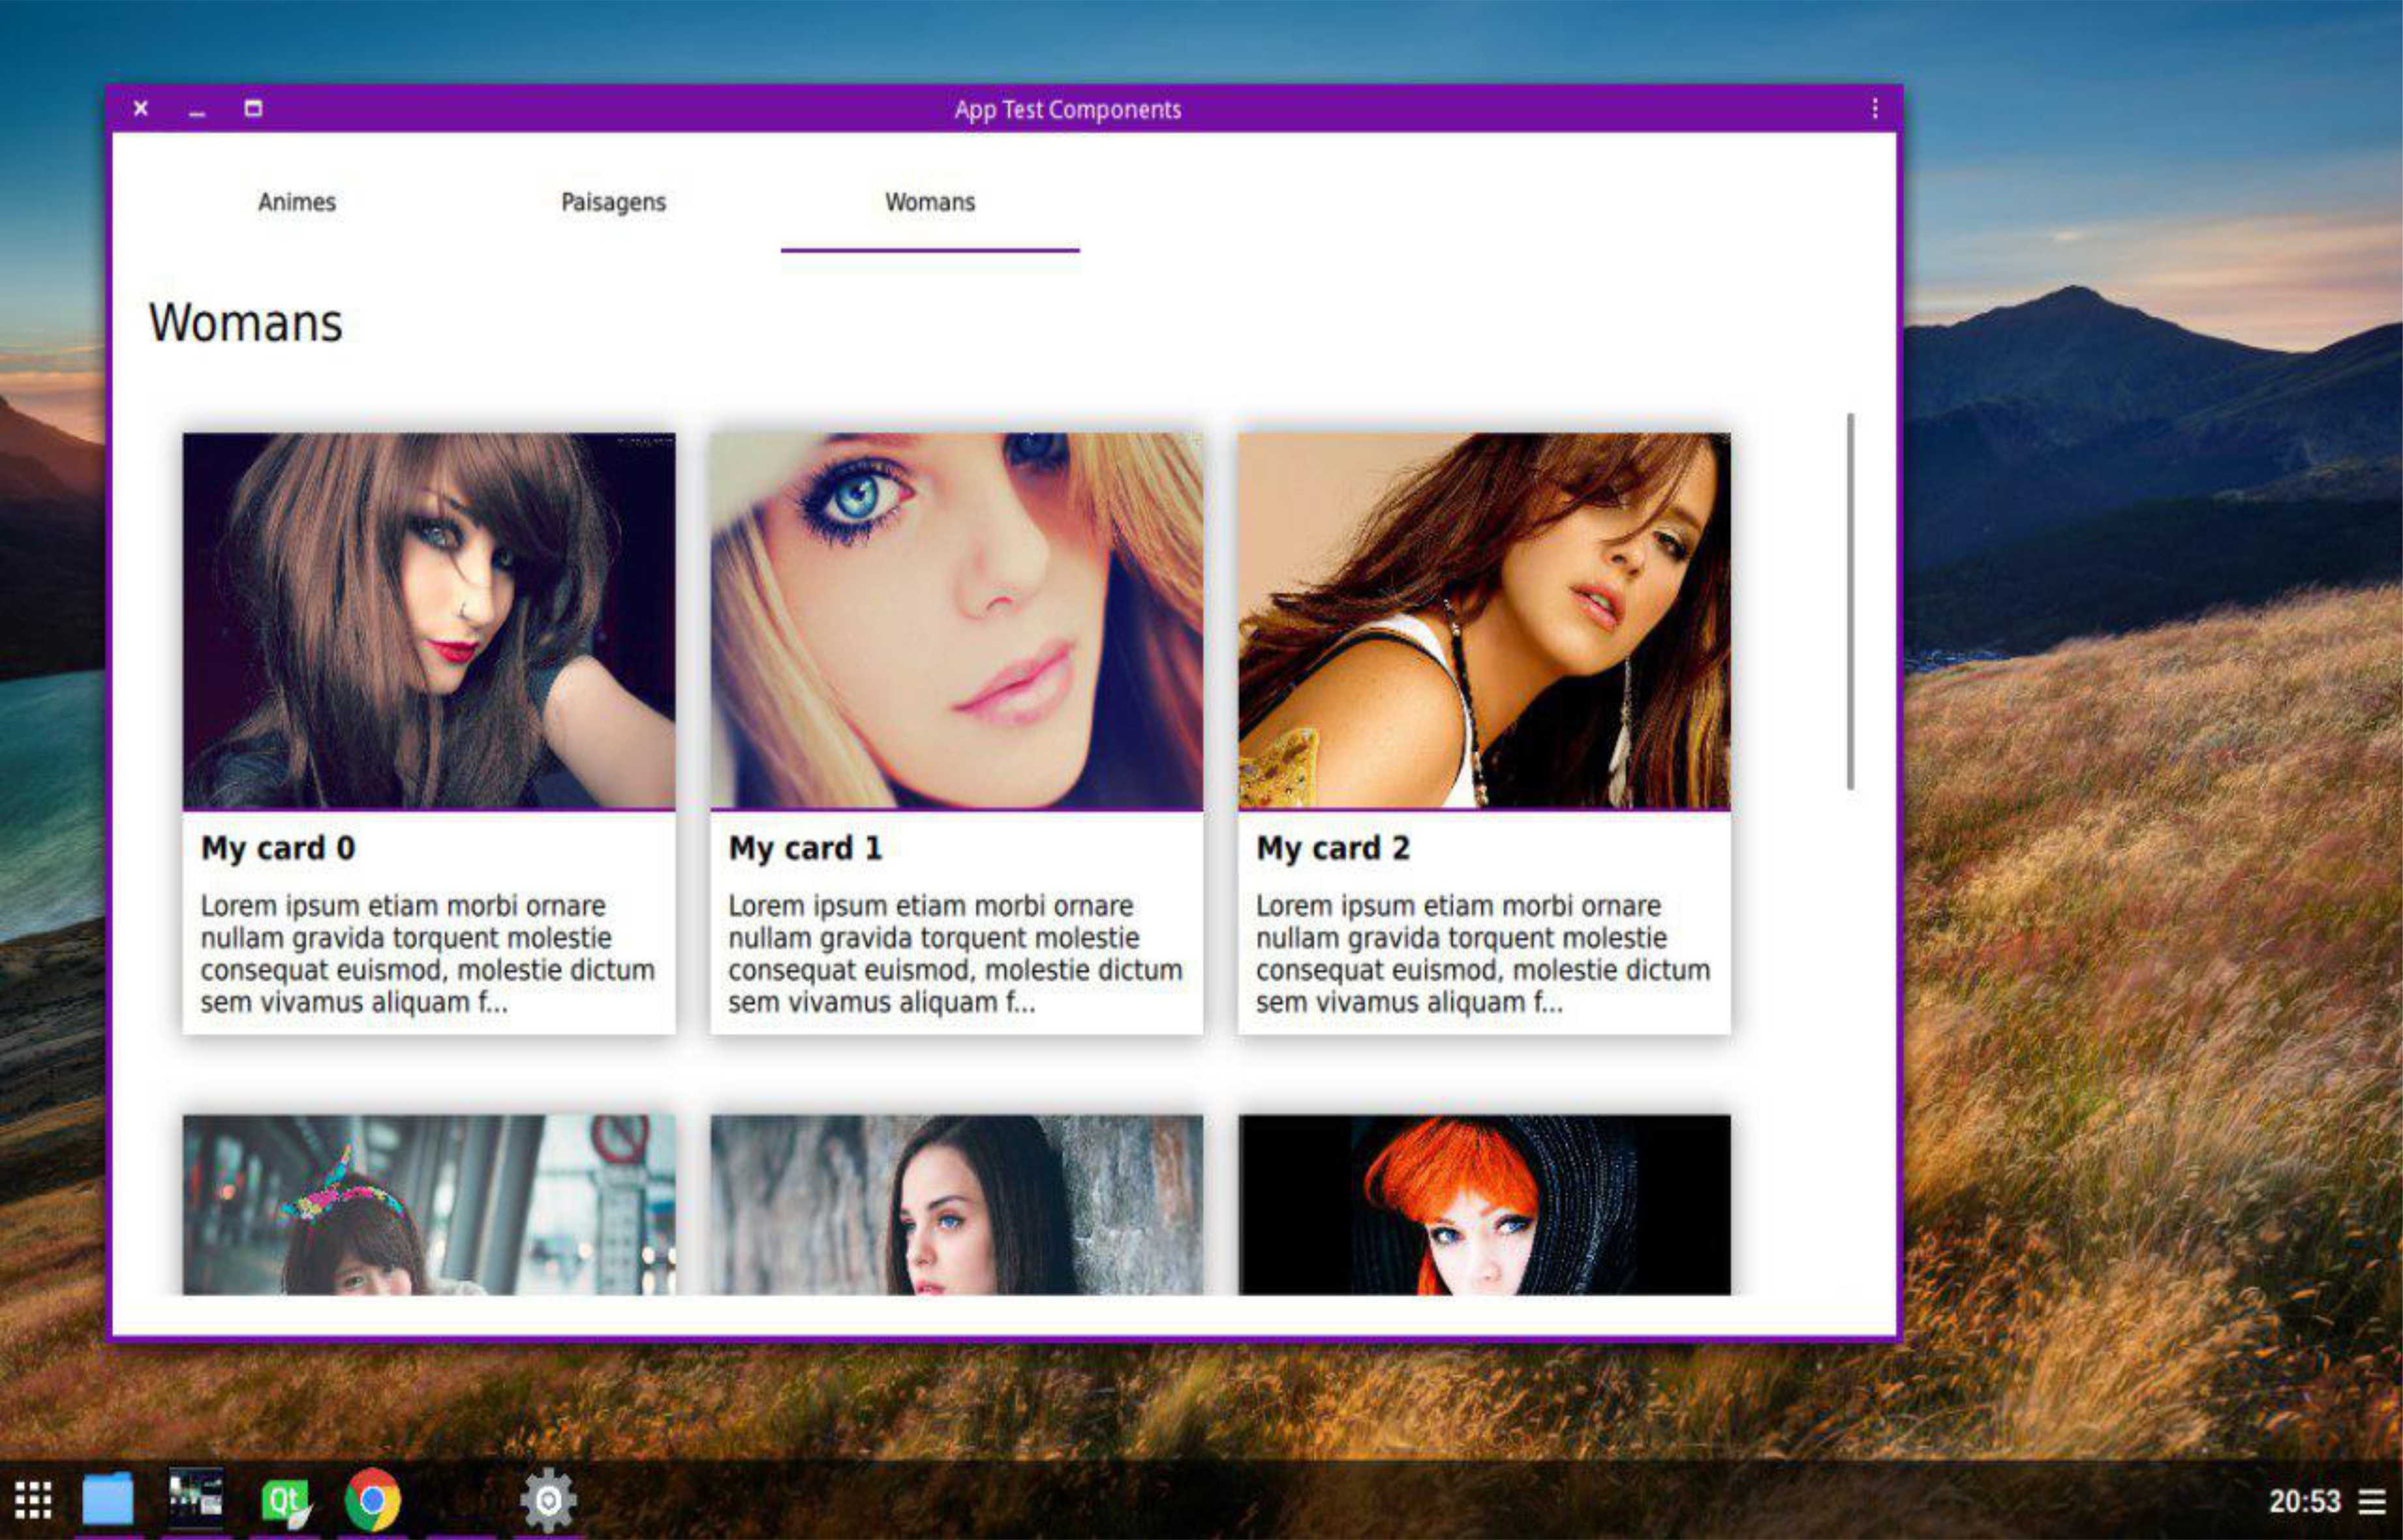 App Test Components
Animes
Paisagens
Womans
Womans
My card 0
Lorem ipsum etiam morbi ornare
nullam gravida torquent molestie
consequat euismod, molestie dictum
sem vivamus aliquam f...
My card 1
Lorem ipsum etiam morbi ornare
nullam gravida torquent molestie
consequat euismod, molestie dictum
sem vivamus aliquam f...
My card 2
Lorem ipsum etiam morbi ornare
nullam gravida torquent molestie
consequat euismod, molestie dictum
sem vivamus aliquam f...
Qt
20:53